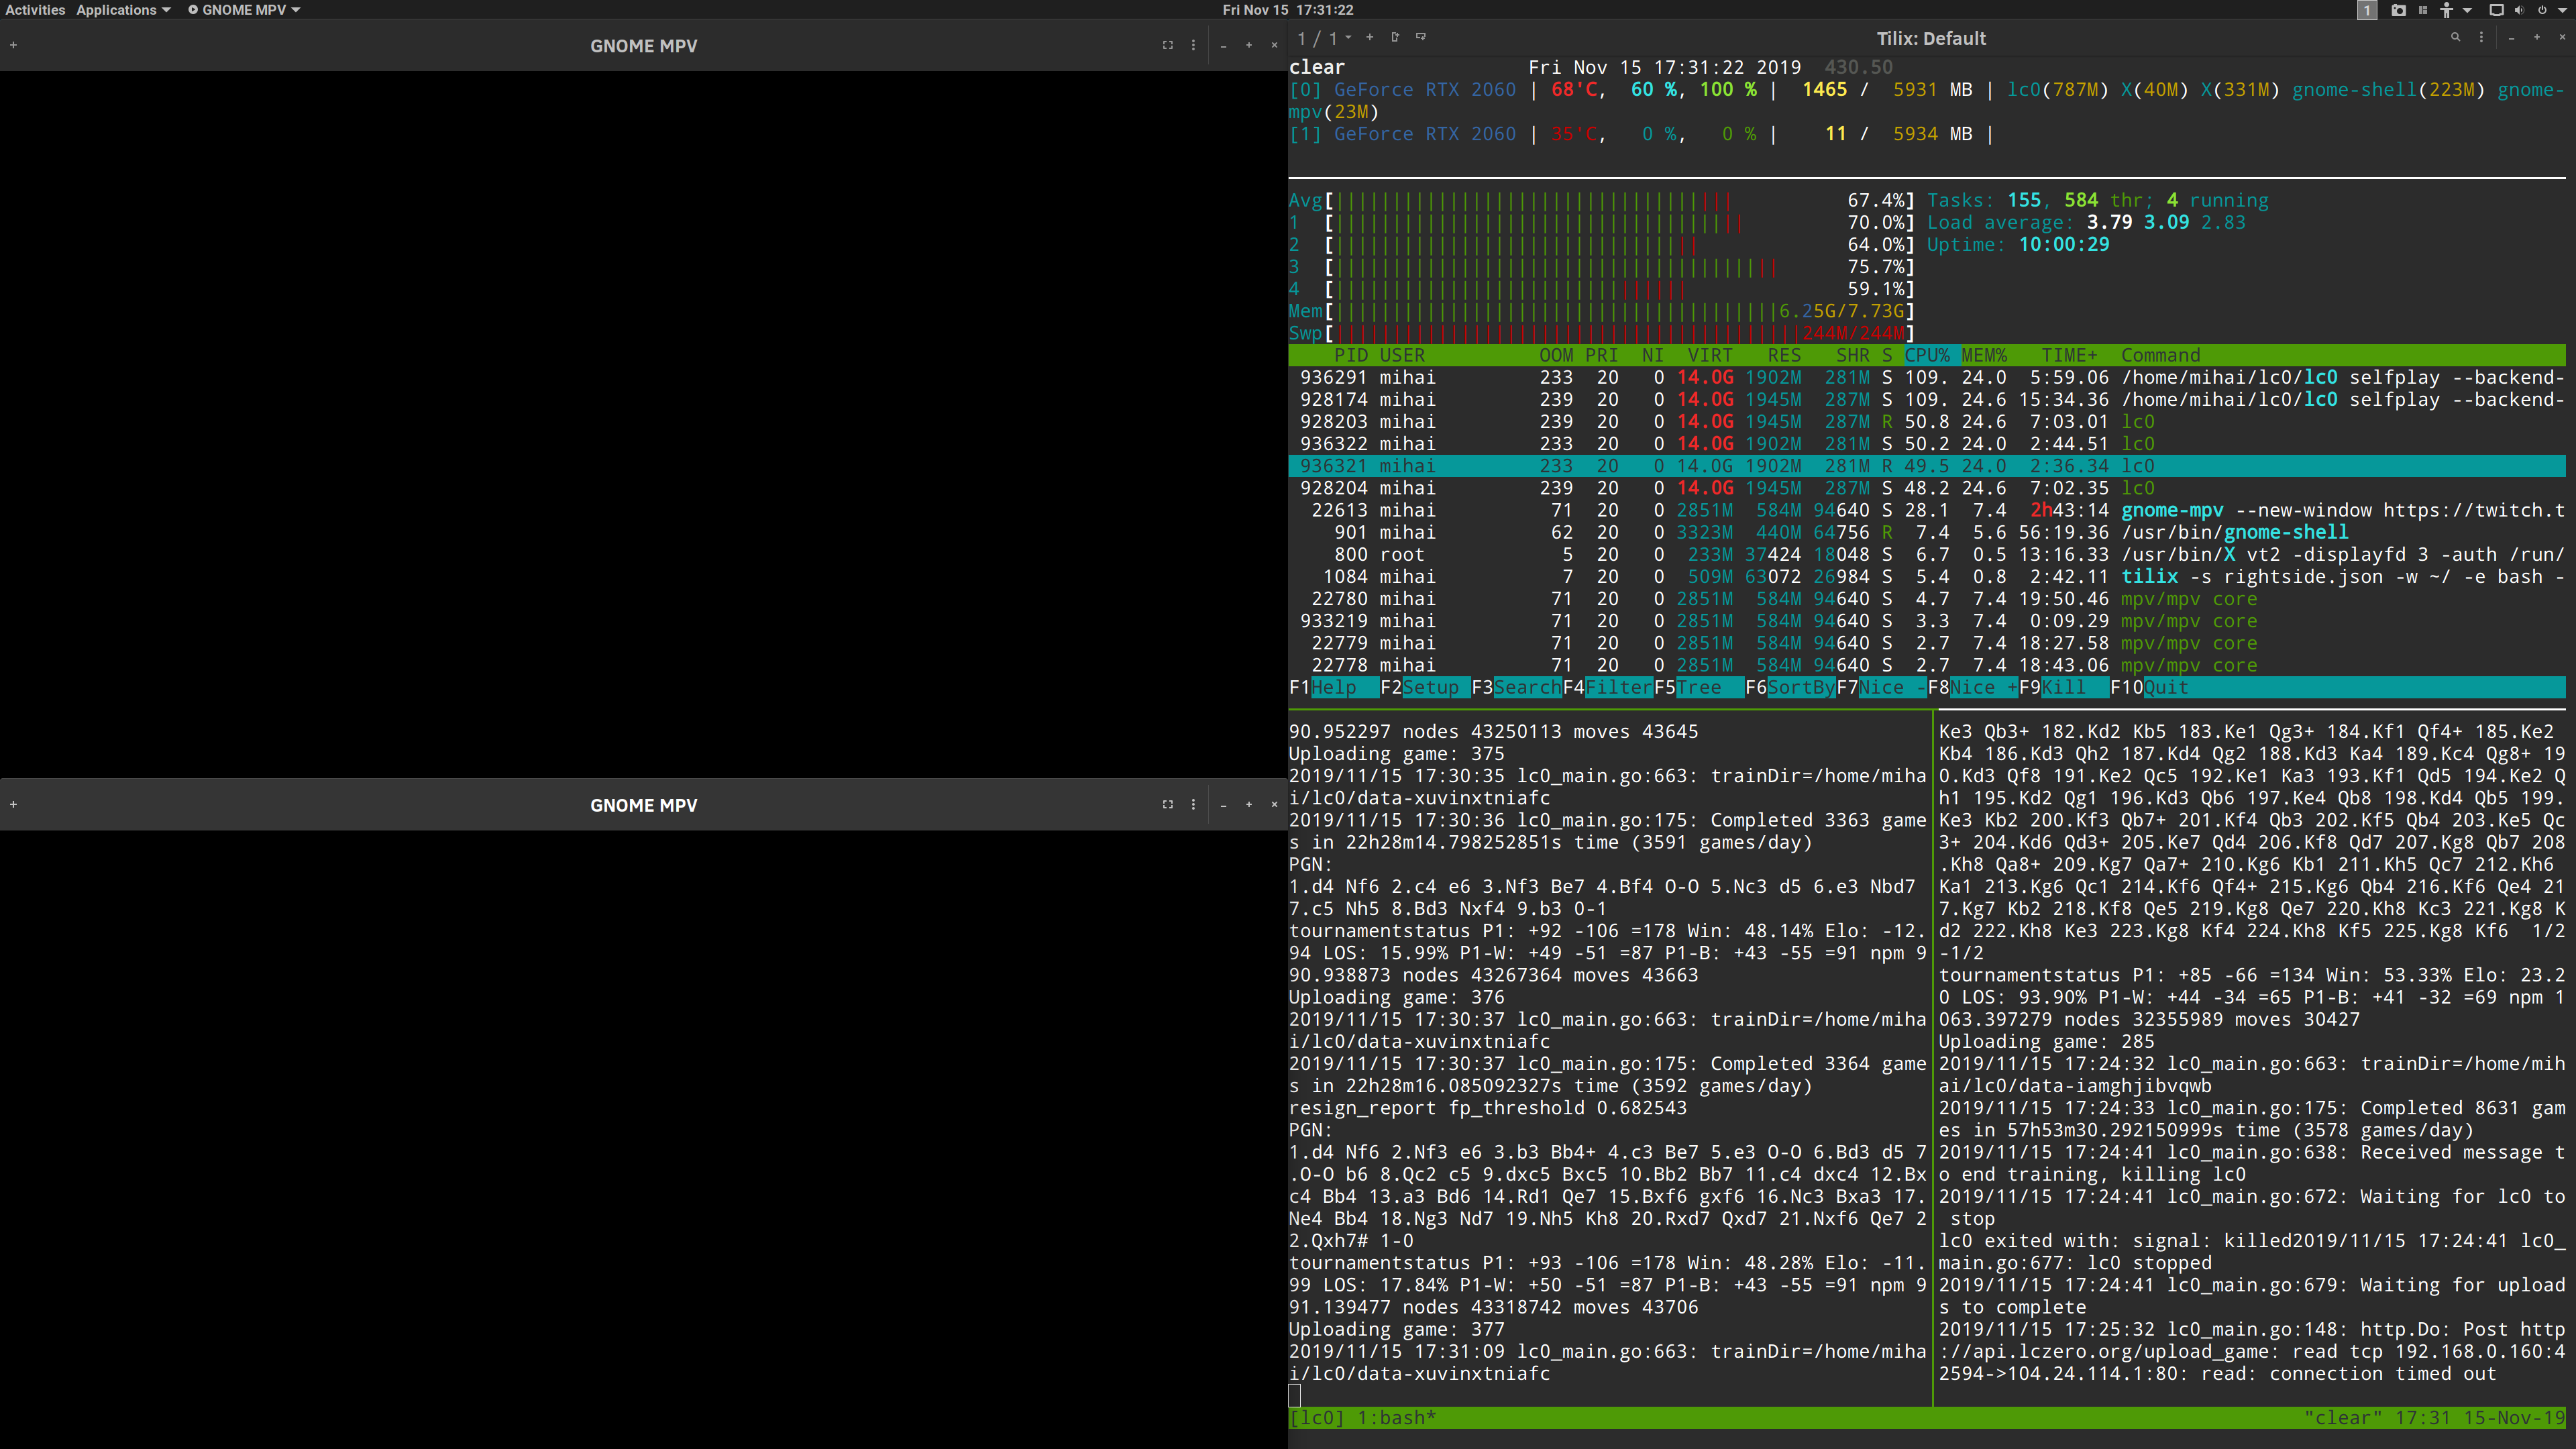 Activities Applications GNOME MPV Fri Nov 15 17:31:22 1
GNOME MPV
GNOME MPV
1 / 1 Tilix: Default
clear Fri Nov 15 17:31:22 2019 430.50
[0] GeForce RTX 2060 | 68'C, 60 %, 100 % | 1465 / 5931 MB | lc0(787M) X(40M) X(331M) gnome-shell(223M) gnome-
mpv(23M)
[1] GeForce RTX 2060 | 35'C, 0 %, 0 % | 11 / 5934 MB |
Avg[ 67.4%] Tasks: 155, 584 thr; 4 running
1 [ 70.0%] Load average: 3.79 3.09 2.83
2 [ 64.0%] Uptime: 10:00:29
3 [ 75.7%]
4 [ 59.1%]
Mem[ 6.25G/7.73G]
Swp[ 244M/244M]
PID USER OOM PRI NI VIRT RES SHR S CPU% MEM% TIME+ Command
936291 mihai 233 20 0 14.0G 1902M 281M S 109. 24.0 5:59.06 /home/mihai/lc0/lc0 selfplay --backend-
928174 mihai 239 20 0 14.0G 1945M 287M S 109. 24.6 15:34.36 /home/mihai/lc0/lc0 selfplay --backend-
928203 mihai 239 20 0 14.0G 1945M 287M R 50.8 24.6 7:03.01 lc0
936322 mihai 233 20 0 14.0G 1902M 281M S 50.2 24.0 2:44.51 lc0
936321 mihai 233 20 0 14.0G 1902M 281M R 49.5 24.0 2:36.34 lc0
928204 mihai 239 20 0 14.0G 1945M 287M S 48.2 24.6 7:02.35 lc0
22613 mihai 71 20 0 2851M 584M 94640 S 28.1 7.4 2h43:14 gnome-mpv --new-window https://twitch.t
901 mihai 62 20 0 3323M 440M 64756 R 7.4 5.6 56:19.36 /usr/bin/gnome-shell
800 root 5 20 0 233M 37424 18048 S 6.7 0.5 13:16.33 /usr/bin/X vt2 -displayfd 3 -auth /run/
1084 mihai 7 20 0 509M 63072 26984 S 5.4 0.8 2:42.11 tilix -s rightside.json -w ~/ -e bash -
22780 mihai 71 20 0 2851M 584M 94640 S 4.7 7.4 19:50.46 mpv/mpv core
933219 mihai 71 20 0 2851M 584M 94640 S 3.3 7.4 0:09.29 mpv/mpv core
22779 mihai 71 20 0 2851M 584M 94640 S 2.7 7.4 18:27.58 mpv/mpv core
22778 mihai 71 20 0 2851M 584M 94640 S 2.7 7.4 18:43.06 mpv/mpv core
F1Help F2Setup F3SearchF4FilterF5Tree F6SortByF7Nice -F8Nice +F9Kill F10Quit
90.952297 nodes 43250113 moves 43645
Uploading game: 375
2019/11/15 17:30:35 lc0_main.go:663: trainDir=/home/miha
i/lc0/data-xuvinxtniafc
2019/11/15 17:30:36 lc0_main.go:175: Completed 3363 game
s in 22h28m14.798252851s time (3591 games/day)
PGN:
1.d4 Nf6 2.c4 e6 3.Nf3 Be7 4.Bf4 O-O 5.Nc3 d5 6.e3 Nbd7
7.c5 Nh5 8.Bd3 Nxf4 9.b3 0-1
tournamentstatus P1: +92 -106 =178 Win: 48.14% Elo: -12.
94 LOS: 15.99% P1-W: +49 -51 =87 P1-B: +43 -55 =91 npm 9
90.938873 nodes 43267364 moves 43663
Uploading game: 376
2019/11/15 17:30:37 lc0_main.go:663: trainDir=/home/miha
i/lc0/data-xuvinxtniafc
2019/11/15 17:30:37 lc0_main.go:175: Completed 3364 game
s in 22h28m16.085092327s time (3592 games/day)
resign_report fp_threshold 0.682543
PGN:
1.d4 Nf6 2.Nf3 e6 3.b3 Bb4+ 4.c3 Be7 5.e3 O-O 6.Bd3 d5 7
.O-O b6 8.Qc2 c5 9.dxc5 Bxc5 10.Bb2 Bb7 11.c4 dxc4 12.Bx
c4 Bb4 13.a3 Bd6 14.Rd1 Qe7 15.Bxf6 gxf6 16.Nc3 Bxa3 17.
Ne4 Bb4 18.Ng3 Nd7 19.Nh5 Kh8 20.Rxd7 Qxd7 21.Nxf6 Qe7 2
2.Qxh7# 1-0
tournamentstatus P1: +93 -106 =178 Win: 48.28% Elo: -11.
99 LOS: 17.84% P1-W: +50 -51 =87 P1-B: +43 -55 =91 npm 9
91.139477 nodes 43318742 moves 43706
Uploading game: 377
2019/11/15 17:31:09 lc0_main.go:663: trainDir=/home/miha
i/lc0/data-xuvinxtniafc
Ke3 Qb3+ 182.Kd2 Kb5 183.Ke1 Qg3+ 184.Kf1 Qf4+ 185.Ke2
Kb4 186.Kd3 Qh2 187.Kd4 Qg2 188.Kd3 Ka4 189.Kc4 Qg8+ 19
0.Kd3 Qf8 191.Ke2 Qc5 192.Ke1 Ka3 193.Kf1 Qd5 194.Ke2 Q
h1 195.Kd2 Qg1 196.Kd3 Qb6 197.Ke4 Qb8 198.Kd4 Qb5 199.
Ke3 Kb2 200.Kf3 Qb7+ 201.Kf4 Qb3 202.Kf5 Qb4 203.Ke5 Qc
3+ 204.Kd6 Qd3+ 205.Ke7 Qd4 206.Kf8 Qd7 207.Kg8 Qb7 208
.Kh8 Qa8+ 209.Kg7 Qa7+ 210.Kg6 Kb1 211.Kh5 Qc7 212.Kh6
Ka1 213.Kg6 Qc1 214.Kf6 Qf4+ 215.Kg6 Qb4 216.Kf6 Qe4 21
7.Kg7 Kb2 218.Kf8 Qe5 219.Kg8 Qe7 220.Kh8 Kc3 221.Kg8 K
d2 222.Kh8 Ke3 223.Kg8 Kf4 224.Kh8 Kf5 225.Kg8 Kf6 1/2
-1/2
tournamentstatus P1: +85 -66 =134 Win: 53.33% Elo: 23.2
0 LOS: 93.90% P1-W: +44 -34 =65 P1-B: +41 -32 =69 npm 1
063.397279 nodes 32355989 moves 30427
Uploading game: 285
2019/11/15 17:24:32 lc0_main.go:663: trainDir=/home/mih
ai/lc0/data-iamghjibvqwb
2019/11/15 17:24:33 lc0_main.go:175: Completed 8631 gam
es in 57h53m30.292150999s time (3578 games/day)
2019/11/15 17:24:41 lc0_main.go:638: Received message t
o end training, killing lc0
2019/11/15 17:24:41 lc0_main.go:672: Waiting for lc0 to
stop
lc0 exited with: signal: killed2019/11/15 17:24:41 lc0_
main.go:677: lc0 stopped
2019/11/15 17:24:41 lc0_main.go:679: Waiting for upload
s to complete
2019/11/15 17:25:32 lc0_main.go:148: http.Do: Post http
://api.lczero.org/upload_game: read tcp 192.168.0.160:4
2594->104.24.114.1:80: read: connection timed out
[lc0] 1:bash* "clear" 17:31 15-Nov-19